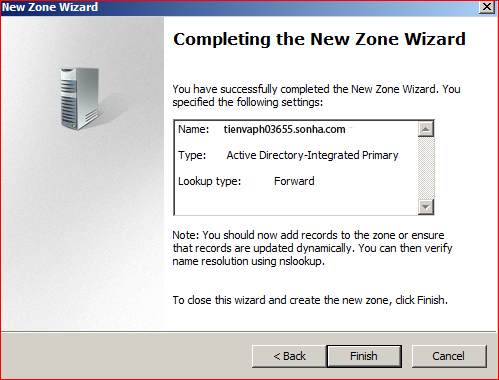 New Zone Wizard
Completing the New Zone Wizard
You have successfully completed the New Zone Wizard. You
specified the following settings:
Name: tienvaph03655.sonha.com
Type: Active Directory-Integrated Primary
Lookup type: Forward
Note: You should now add records to the zone or ensure
that records are updated dynamically. You can then verify
name resolution using nslookup.
To close this wizard and create the new zone, click Finish.
< Back Finish Cancel